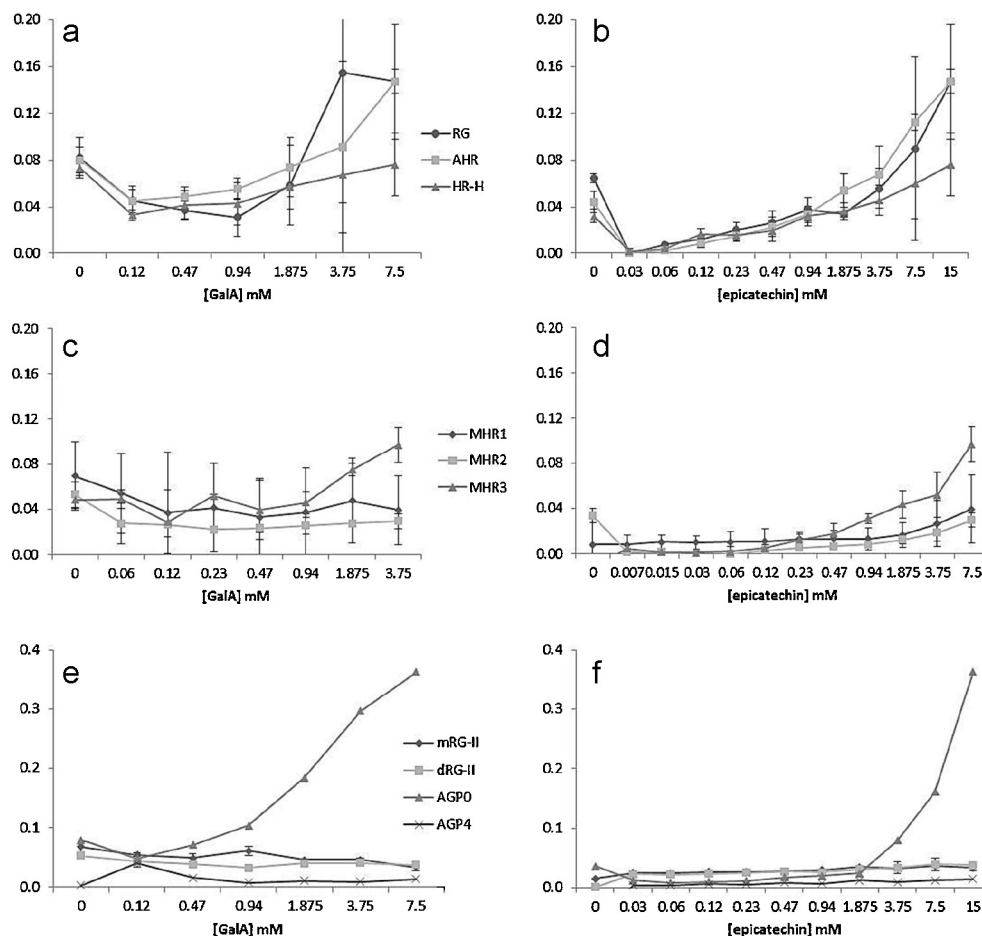 a
0.20
0.16
0.12
0.08
0.04
0.00
0 0.12 0.47 0.94 1.875 3.75 7.5
[GalA] mM
RG
AHR
HR-H
b
0.20
0.16
0.12
0.08
0.04
0.00
0 0.03 0.06 0.12 0.23 0.47 0.94 1.875 3.75 7.5 15
[epicatechin] mM
c
0.20
0.16
0.12
0.08
0.04
0.00
0 0.06 0.12 0.23 0.47 0.94 1.875 3.75
[GalA] mM
MHR1
MHR2
MHR3
d
0.20
0.16
0.12
0.08
0.04
0.00
0 0.007 0.015 0.03 0.06 0.12 0.23 0.47 0.94 1.875 3.75 7.5
[epicatechin] mM
e
0.4
0.3
0.2
0.1
0.0
0 0.12 0.47 0.94 1.875 3.75 7.5
[GalA] mM
mRG-II
dRG-II
AGP0
AGP4
f
0.4
0.3
0.2
0.1
0.0
0 0.03 0.06 0.12 0.23 0.47 0.94 1.875 3.75 7.5 15
[epicatechin] mM